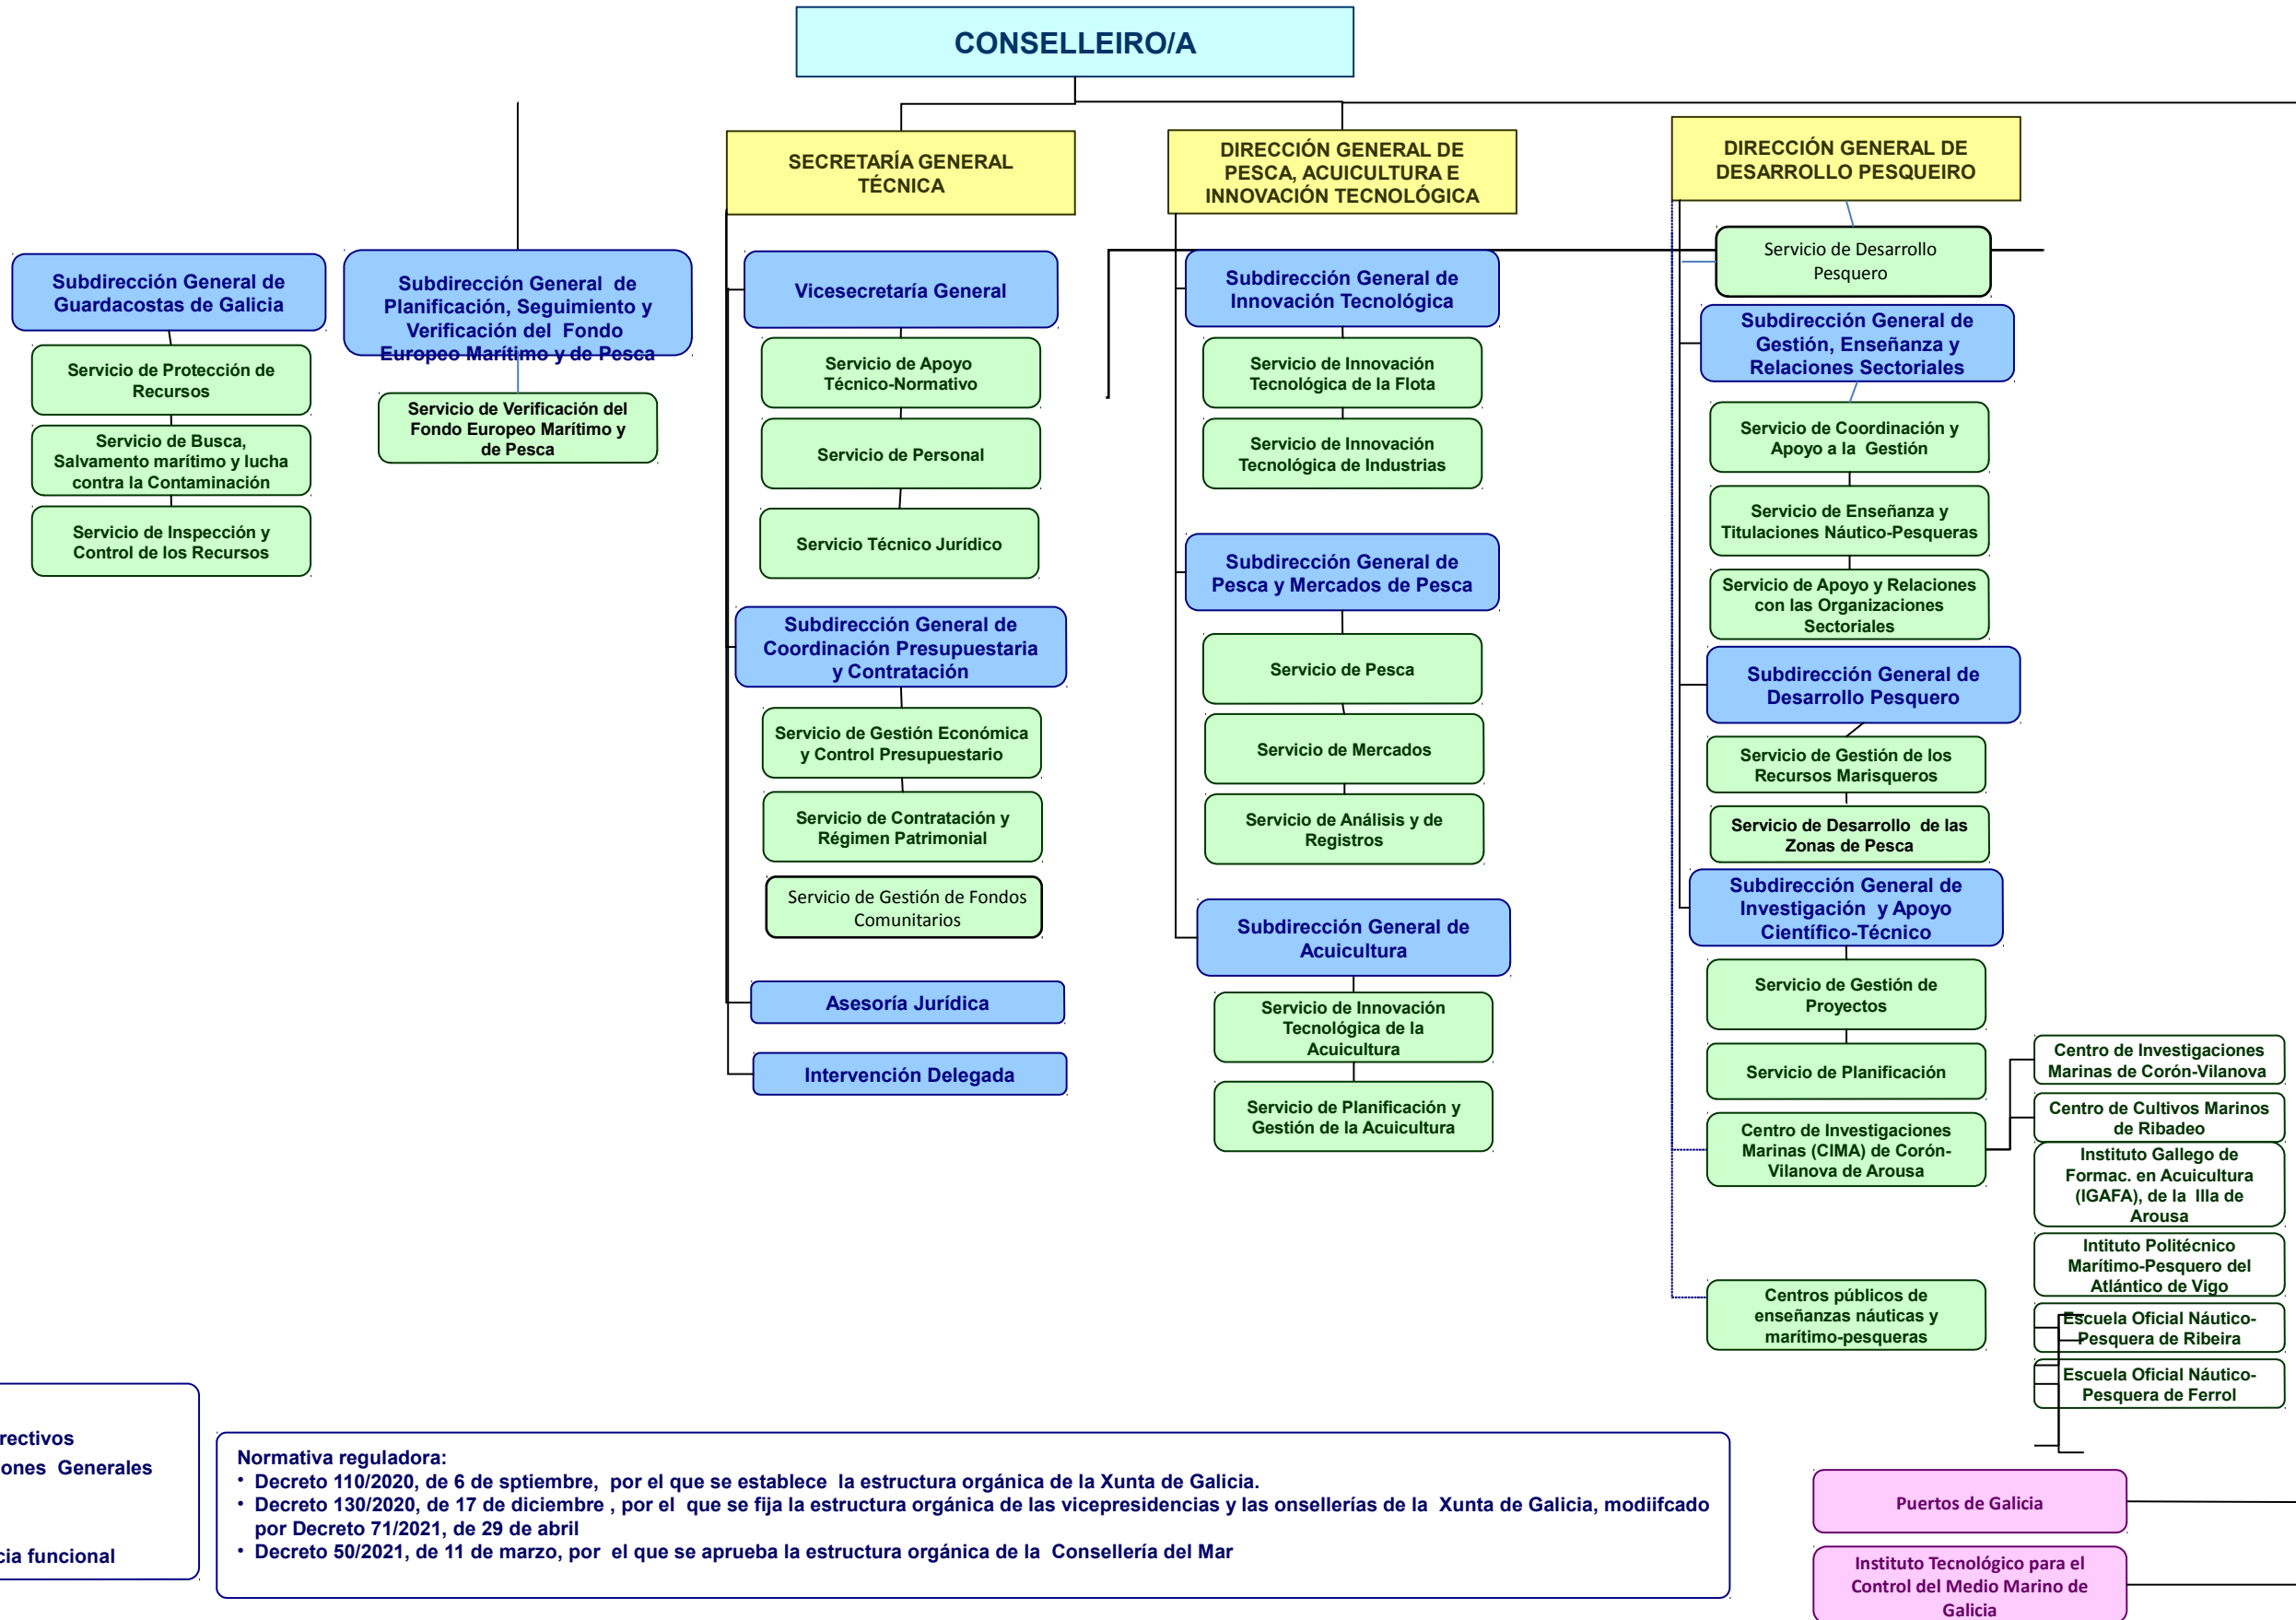 CONSELLEIRO/A
SECRETARÍA GENERAL
TÉCNICA
DIRECCIÓN GENERAL DE
PESCA, ACUICULTURA E
INNOVACIÓN TECNOLÓGICA
DIRECCIÓN GENERAL DE
DESARROLLO PESQUEIRO
Subdirección General de
Guardacostas de Galicia
Servicio de Protección de
Recursos
Servicio de Busca,
Salvamento marítimo y lucha
contra la Contaminación
Servicio de Inspección y
Control de los Recursos
Subdirección General de
Planificación, Seguimiento y
Verificación del Fondo
Europeo Marítimo y de Pesca
Servicio de Verificación del
Fondo Europeo Marítimo y
de Pesca
Vicesecretaría General
Servicio de Apoyo
Técnico-Normativo
Servicio de Personal
Servicio Técnico Jurídico
Subdirección General de
Coordinación Presupuestaria
y Contratación
Servicio de Gestión Económica
y Control Presupuestario
Servicio de Contratación y
Régimen Patrimonial
Servicio de Gestión de Fondos
Comunitarios
Asesoría Jurídica
Intervención Delegada
Subdirección General de
Innovación Tecnológica
Servicio de Innovación
Tecnológica de la Flota
Servicio de Innovación
Tecnológica de Industrias
Subdirección General de
Pesca y Mercados de Pesca
Servicio de Pesca
Servicio de Mercados
Servicio de Análisis y de
Registros
Subdirección General de
Acuicultura
Servicio de Innovación
Tecnológica de la
Acuicultura
Servicio de Planificación y
Gestión de la Acuicultura
Servicio de Desarrollo
Pesquero
Subdirección General de
Gestión, Enseñanza y
Relaciones Sectoriales
Servicio de Coordinación y
Apoyo a la Gestión
Servicio de Enseñanza y
Titulaciones Náutico-Pesqueras
Servicio de Apoyo y Relaciones
con las Organizaciones
Sectoriales
Subdirección General de
Desarrollo Pesquero
Servicio de Gestión de los
Recursos Marisqueros
Servicio de Desarrollo de las
Zonas de Pesca
Subdirección General de
Investigación y Apoyo
Científico-Técnico
Servicio de Gestión de
Proyectos
Servicio de Planificación
Centro de Investigaciones
Marinas (CIMA) de Corón-
Vilanova de Arousa
Centros públicos de
enseñanzas náuticas y
marítimo-pesqueras
Centro de Investigaciones
Marinas de Corón-Vilanova
Centro de Cultivos Marinos
de Ribadeo
Instituto Gallego de
Formac. en Acuicultura
(IGAFA), de la Illa de
Arousa
Intituto Politécnico
Marítimo-Pesquero del
Atlántico de Vigo
Escuela Oficial Náutico-
Pesquera de Ribeira
Escuela Oficial Náutico-
Pesquera de Ferrol
rectivos
ones Generales
cia funcional
Normativa reguladora:
• Decreto 110/2020, de 6 de sptiembre, por el que se establece la estructura orgánica de la Xunta de Galicia.
• Decreto 130/2020, de 17 de diciembre , por el que se fija la estructura orgánica de las vicepresidencias y las onsellerías de la Xunta de Galicia, modiifcado
por Decreto 71/2021, de 29 de abril
• Decreto 50/2021, de 11 de marzo, por el que se aprueba la estructura orgánica de la Consellería del Mar
Puertos de Galicia
Instituto Tecnológico para el
Control del Medio Marino de
Galicia